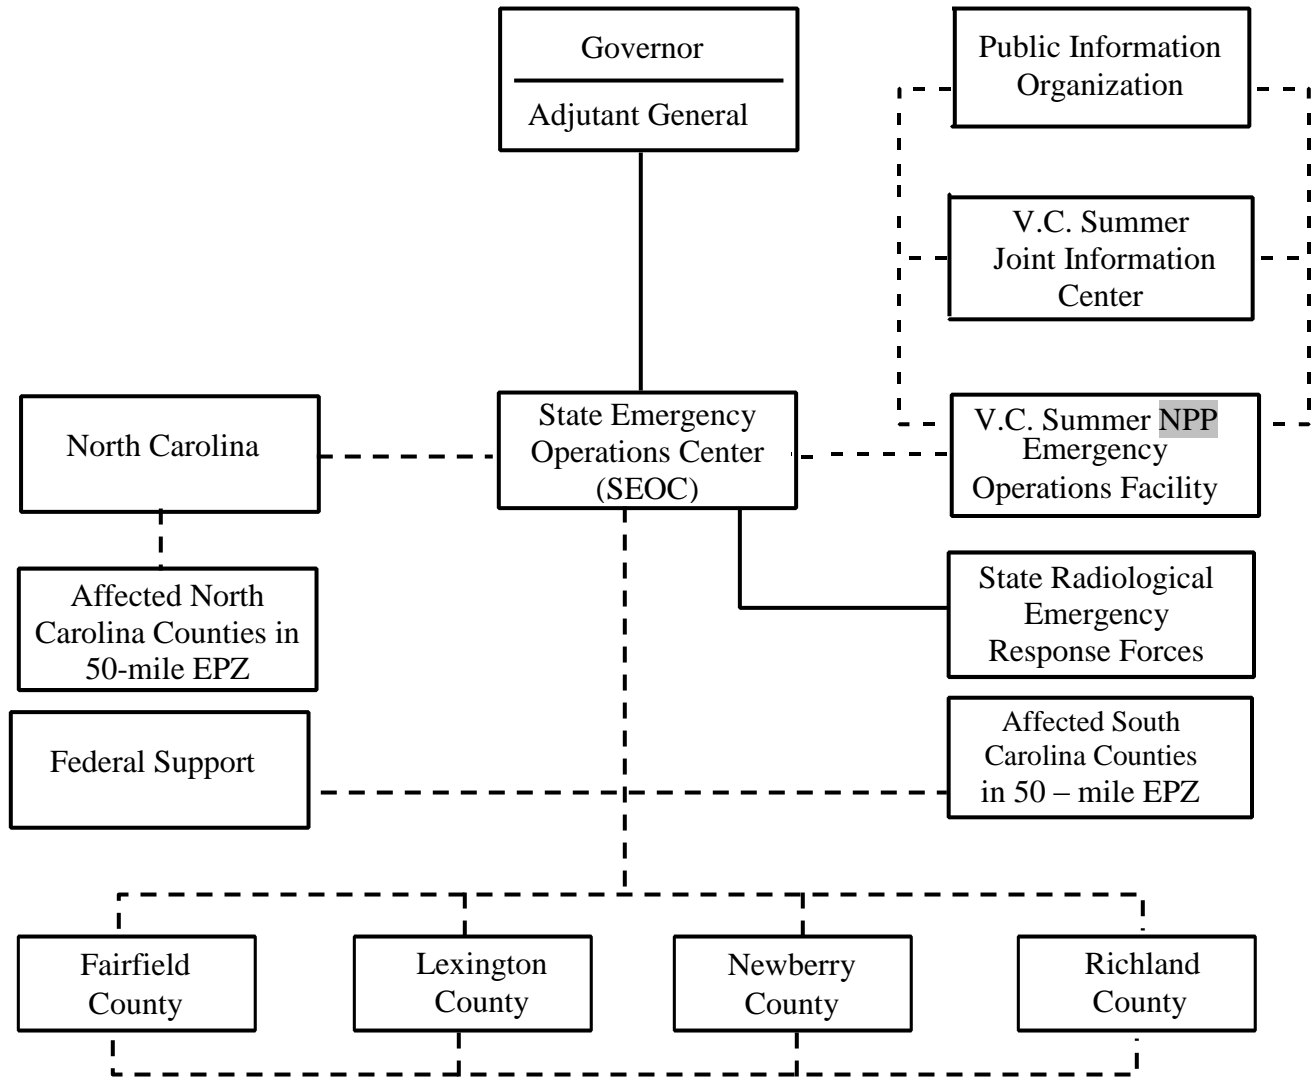 Governor
Adjutant General
Public Information
Organization
V.C. Summer
Joint Information
Center
North Carolina
State Emergency
Operations Center
(SEOC)
V.C. Summer NPP
Emergency
Operations Facility
Affected North
Carolina Counties in
50-mile EPZ
State Radiological
Emergency
Response Forces
Federal Support
Affected South
Carolina Counties
in 50 – mile EPZ
Fairfield
County
Lexington
County
Newberry
County
Richland
County